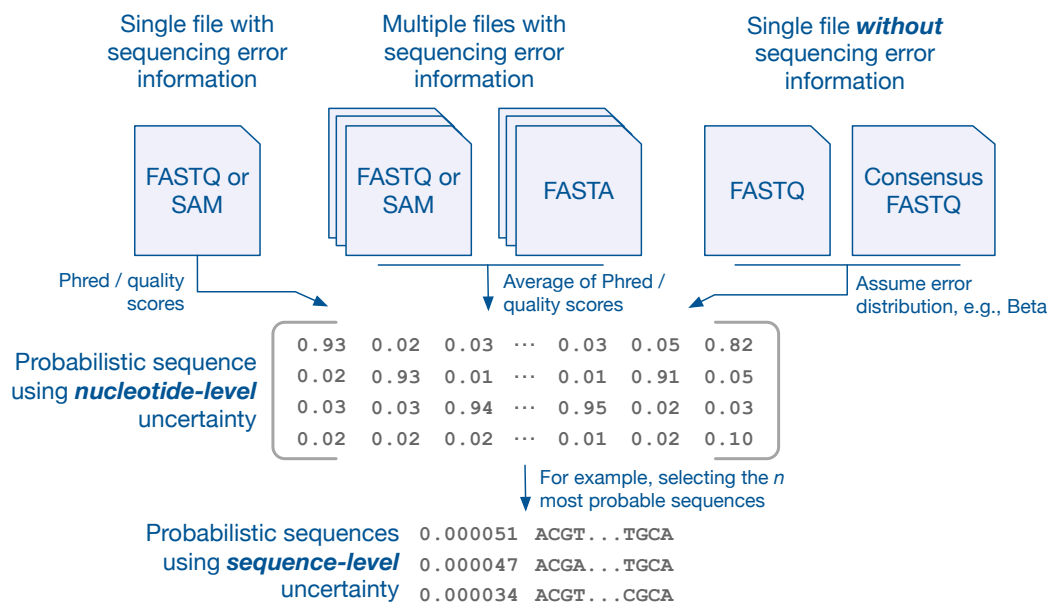 Single file with
sequencing error
information
Multiple files with
sequencing error
information
Single file without
sequencing error
information
FASTQ or
SAM
FASTQ or
SAM
FASTA
FASTQ
Consensus
FASTQ
Phred / quality
scores
Average of Phred /
quality scores
Assume error
distribution, e.g., Beta
Probabilistic sequence
using nucleotide-level
uncertainty
0.93 0.02 0.03 ··· 0.03 0.05 0.82
0.02 0.93 0.01 ··· 0.01 0.91 0.05
0.03 0.03 0.94 ··· 0.95 0.02 0.03
0.02 0.02 0.02 ··· 0.01 0.02 0.10
For example, selecting the n
most probable sequences
Probabilistic sequences
using sequence-level
uncertainty
0.000051 ACGT...TGCA
0.000047 ACGA...TGCA
0.000034 ACGT...CGCA